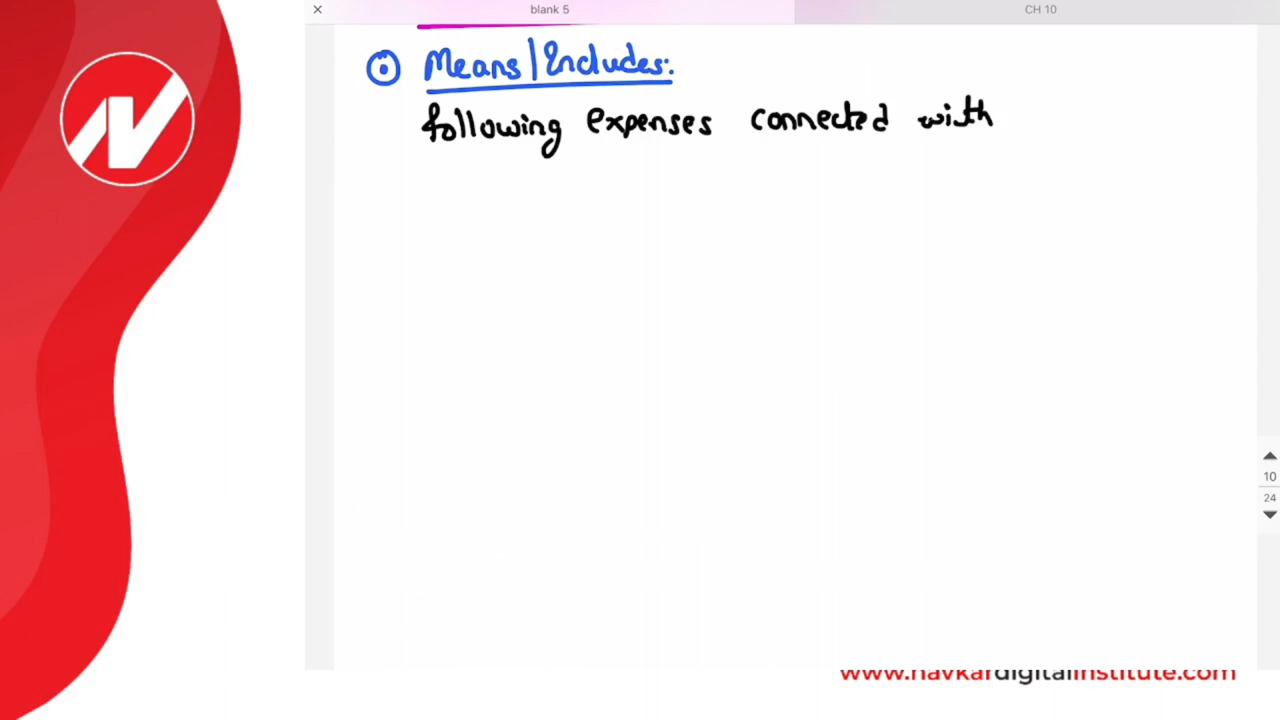 blank 5
CH 10
Means/Includes:
following expenses connected with
10
24
www.navkardigitalinstitute.com